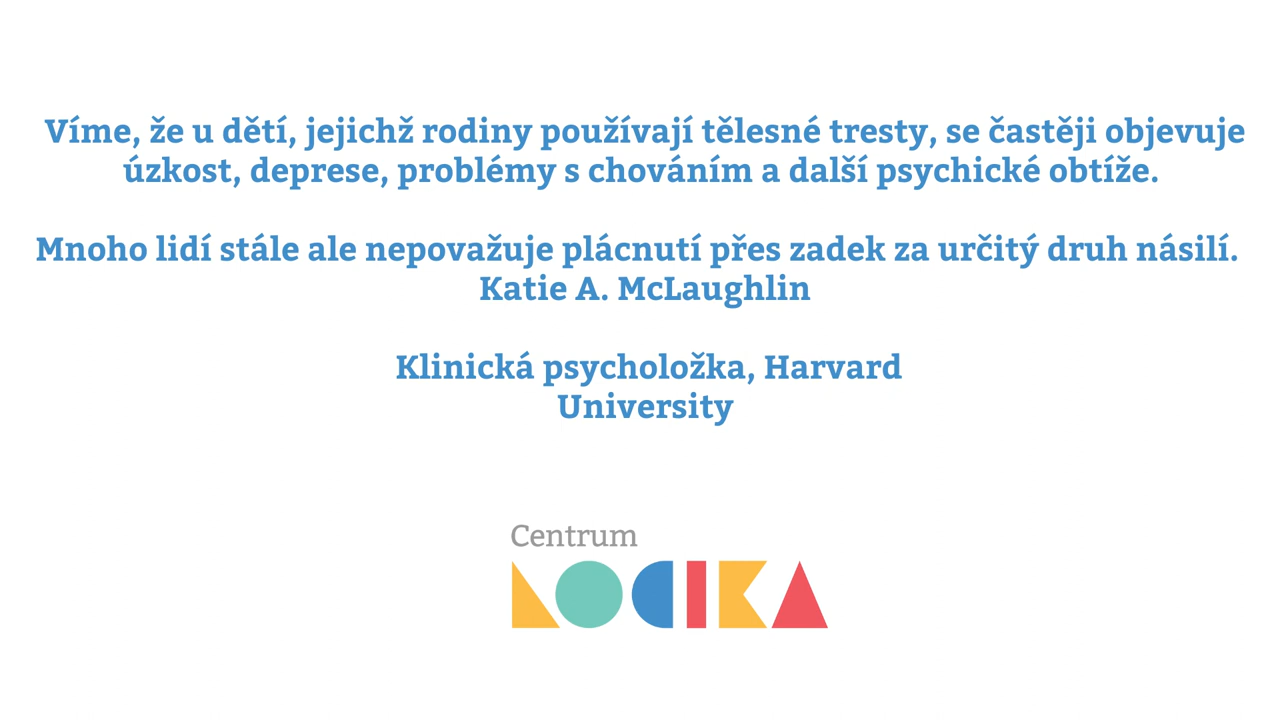 Víme, že u dětí, jejichž rodiny používají tělesné tresty, se častěji objevuje
úzkost, deprese, problémy s chováním a další psychické obtíže.
Mnoho lidí stále ale nepovažuje plácnutí přes zadek za určitý druh násilí.
Katie A. McLaughlin
Klinická psycholožka, Harvard
University
Centrum
LOCIKA